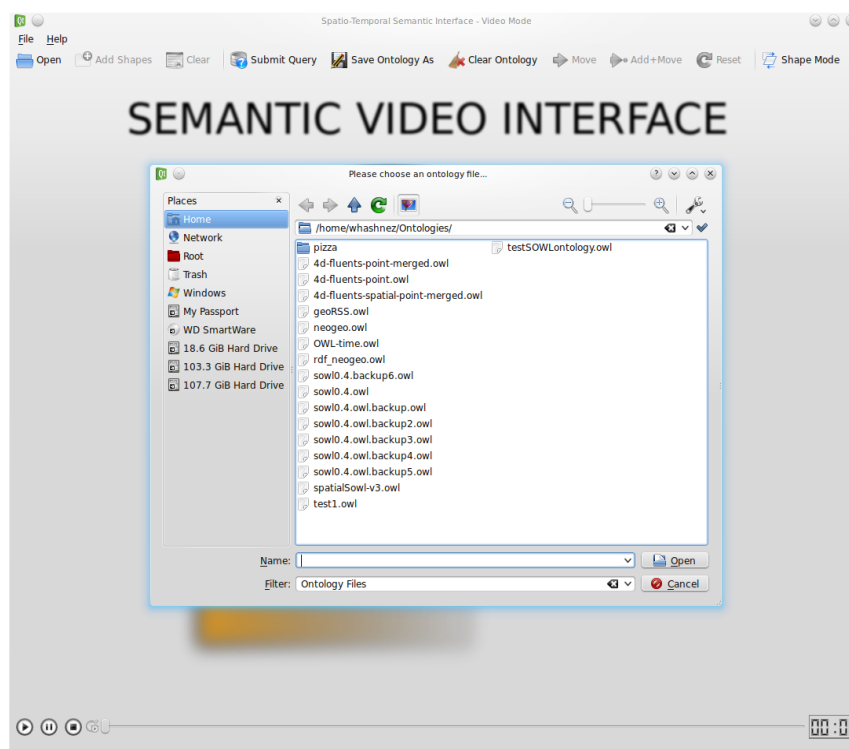 Spatio-Temporal Semantic Interface - Video Mode
File Help
Open Add Shapes Clear Submit Query Save Ontology As Clear Ontology Move Add+Move Reset Shape Mode
SEMANTIC VIDEO INTERFACE
Please choose an ontology file...
Places
Home
Network
Root
Trash
Windows
My Passport
WD SmartWare
18.6 GiB Hard Drive
103.3 GiB Hard Drive
107.7 GiB Hard Drive
/home/whashnez/Ontologies/
pizza
4d-fluents-point-merged.owl
4d-fluents-point.owl
4d-fluents-spatial-point-merged.owl
geoRSS.owl
neogeo.owl
OWL-time.owl
rdf_neogeo.owl
sowl0.4.backup6.owl
sowl0.4.owl
sowl0.4.owl.backup.owl
sowl0.4.owl.backup2.owl
sowl0.4.owl.backup3.owl
sowl0.4.owl.backup4.owl
sowl0.4.owl.backup5.owl
spatialSowl-v3.owl
test1.owl
testSOWLontology.owl
Name: Open
Filter: Ontology Files Cancel
00:0